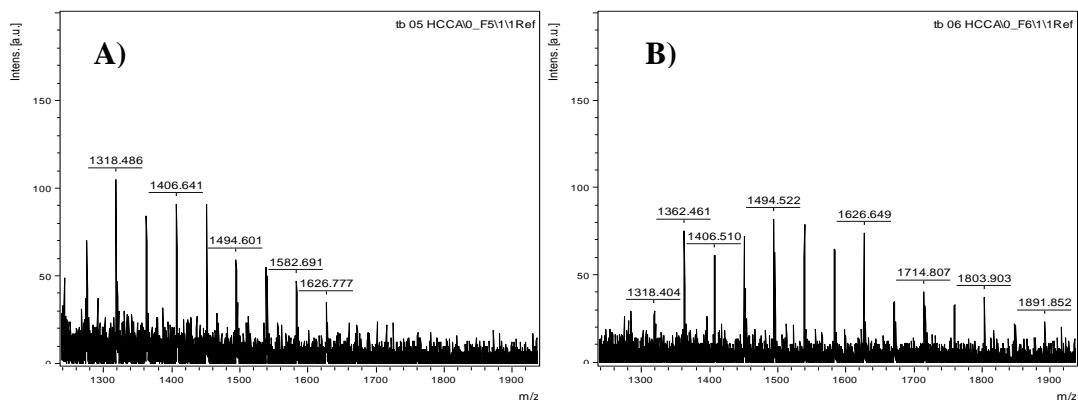 tb 05 HCCA\0_F5\1\1Ref
Intens. [a.u.]
A)
150
100
50
0
1318.486
1406.641
1494.601
1582.691
1626.777
1300 1400 1500 1600 1700 1800 1900
m/z
tb 06 HCCA\0_F6\1\1Ref
Intens. [a.u.]
B)
150
100
50
0
1318.404
1362.461
1406.510
1494.522
1626.649
1714.807
1803.903
1891.852
1300 1400 1500 1600 1700 1800 1900
m/z